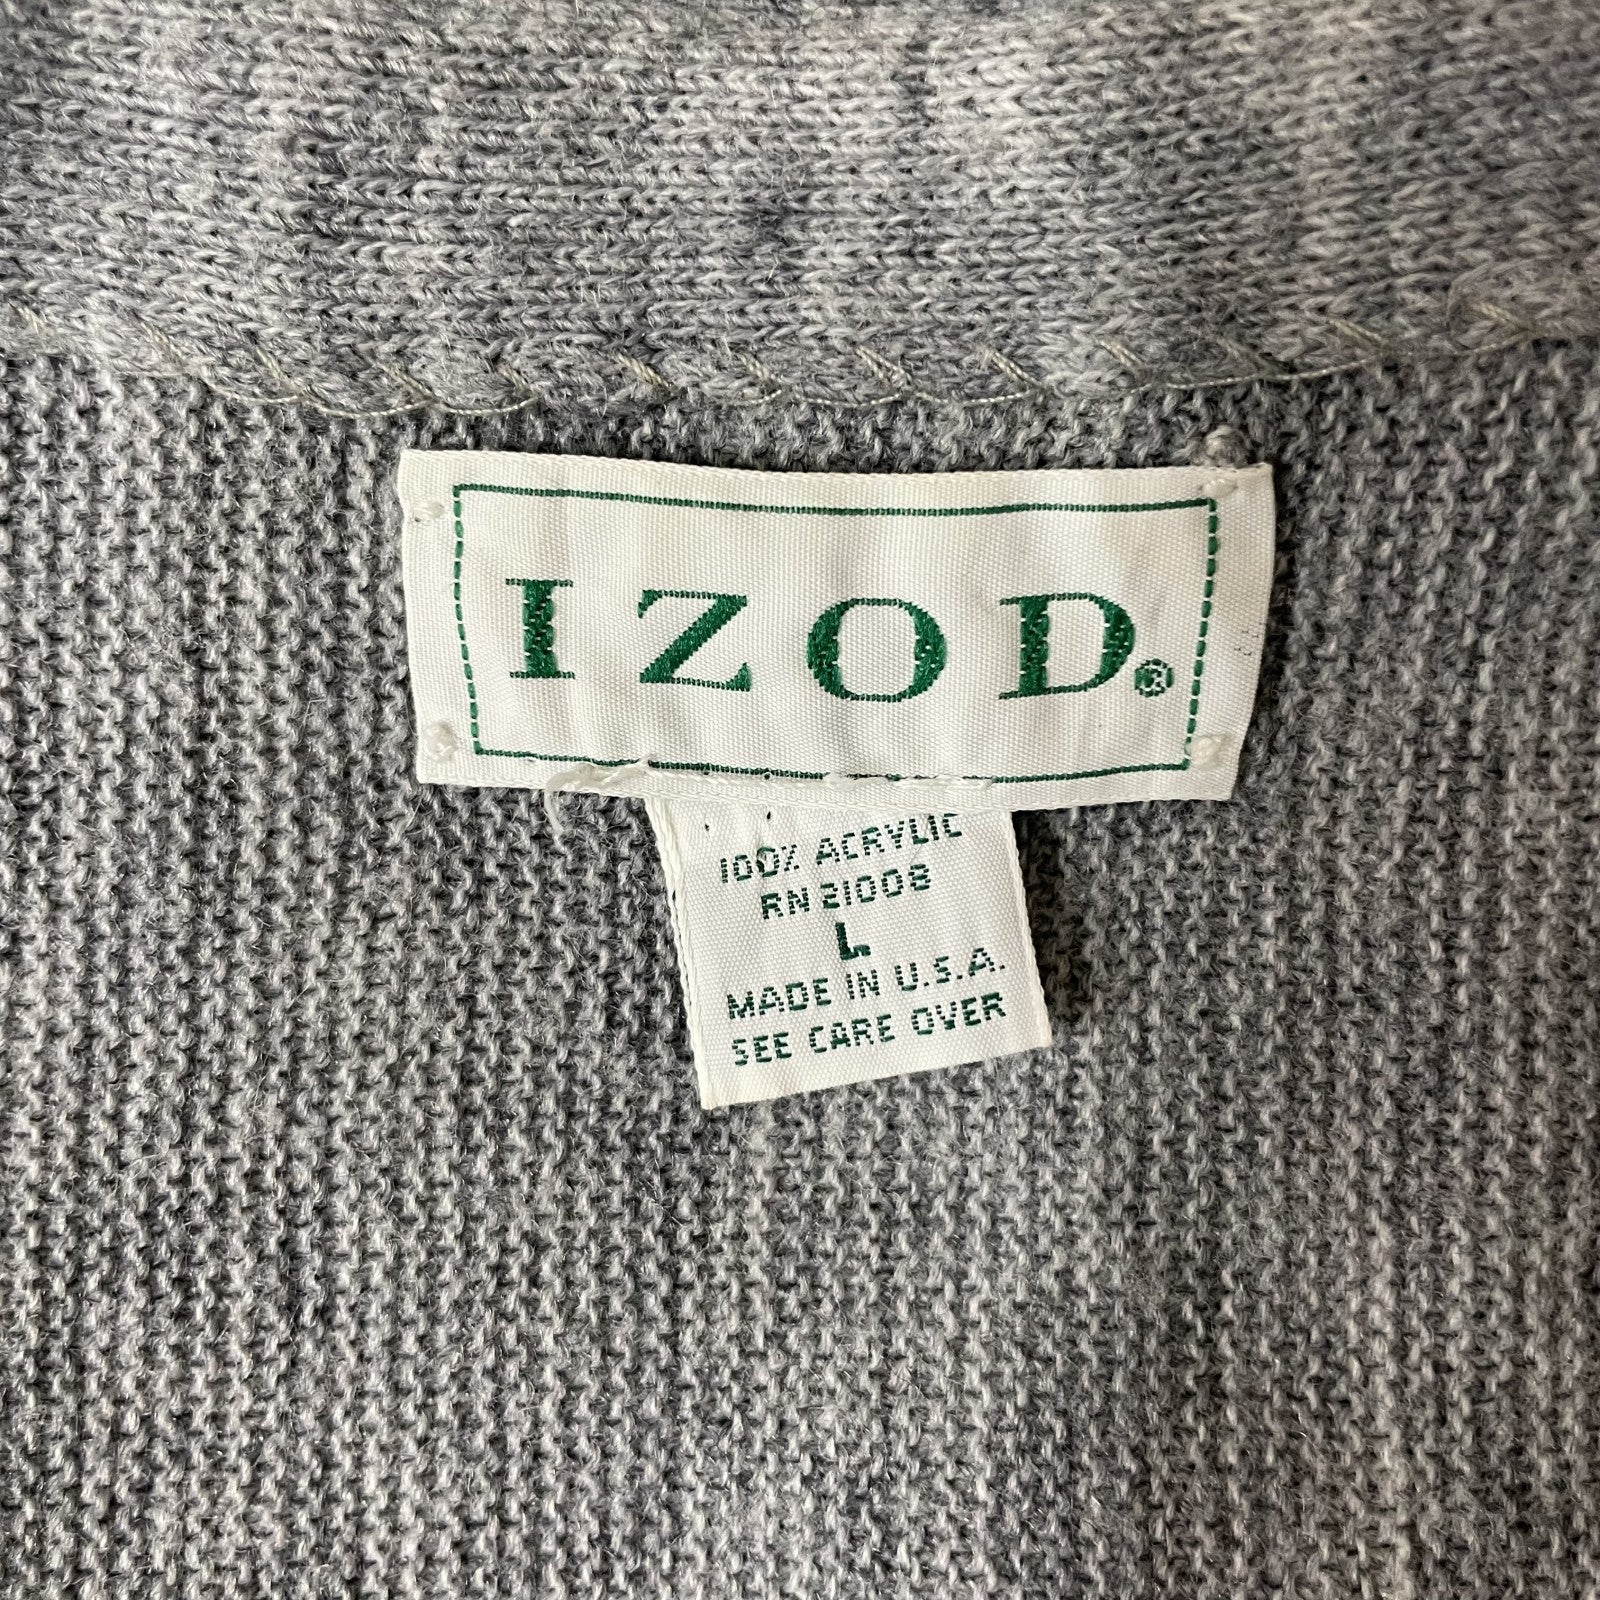 IZOD®
100% ACRYLIC
RN 21008
L
MADE IN U.S.A.
SEE CARE OVER